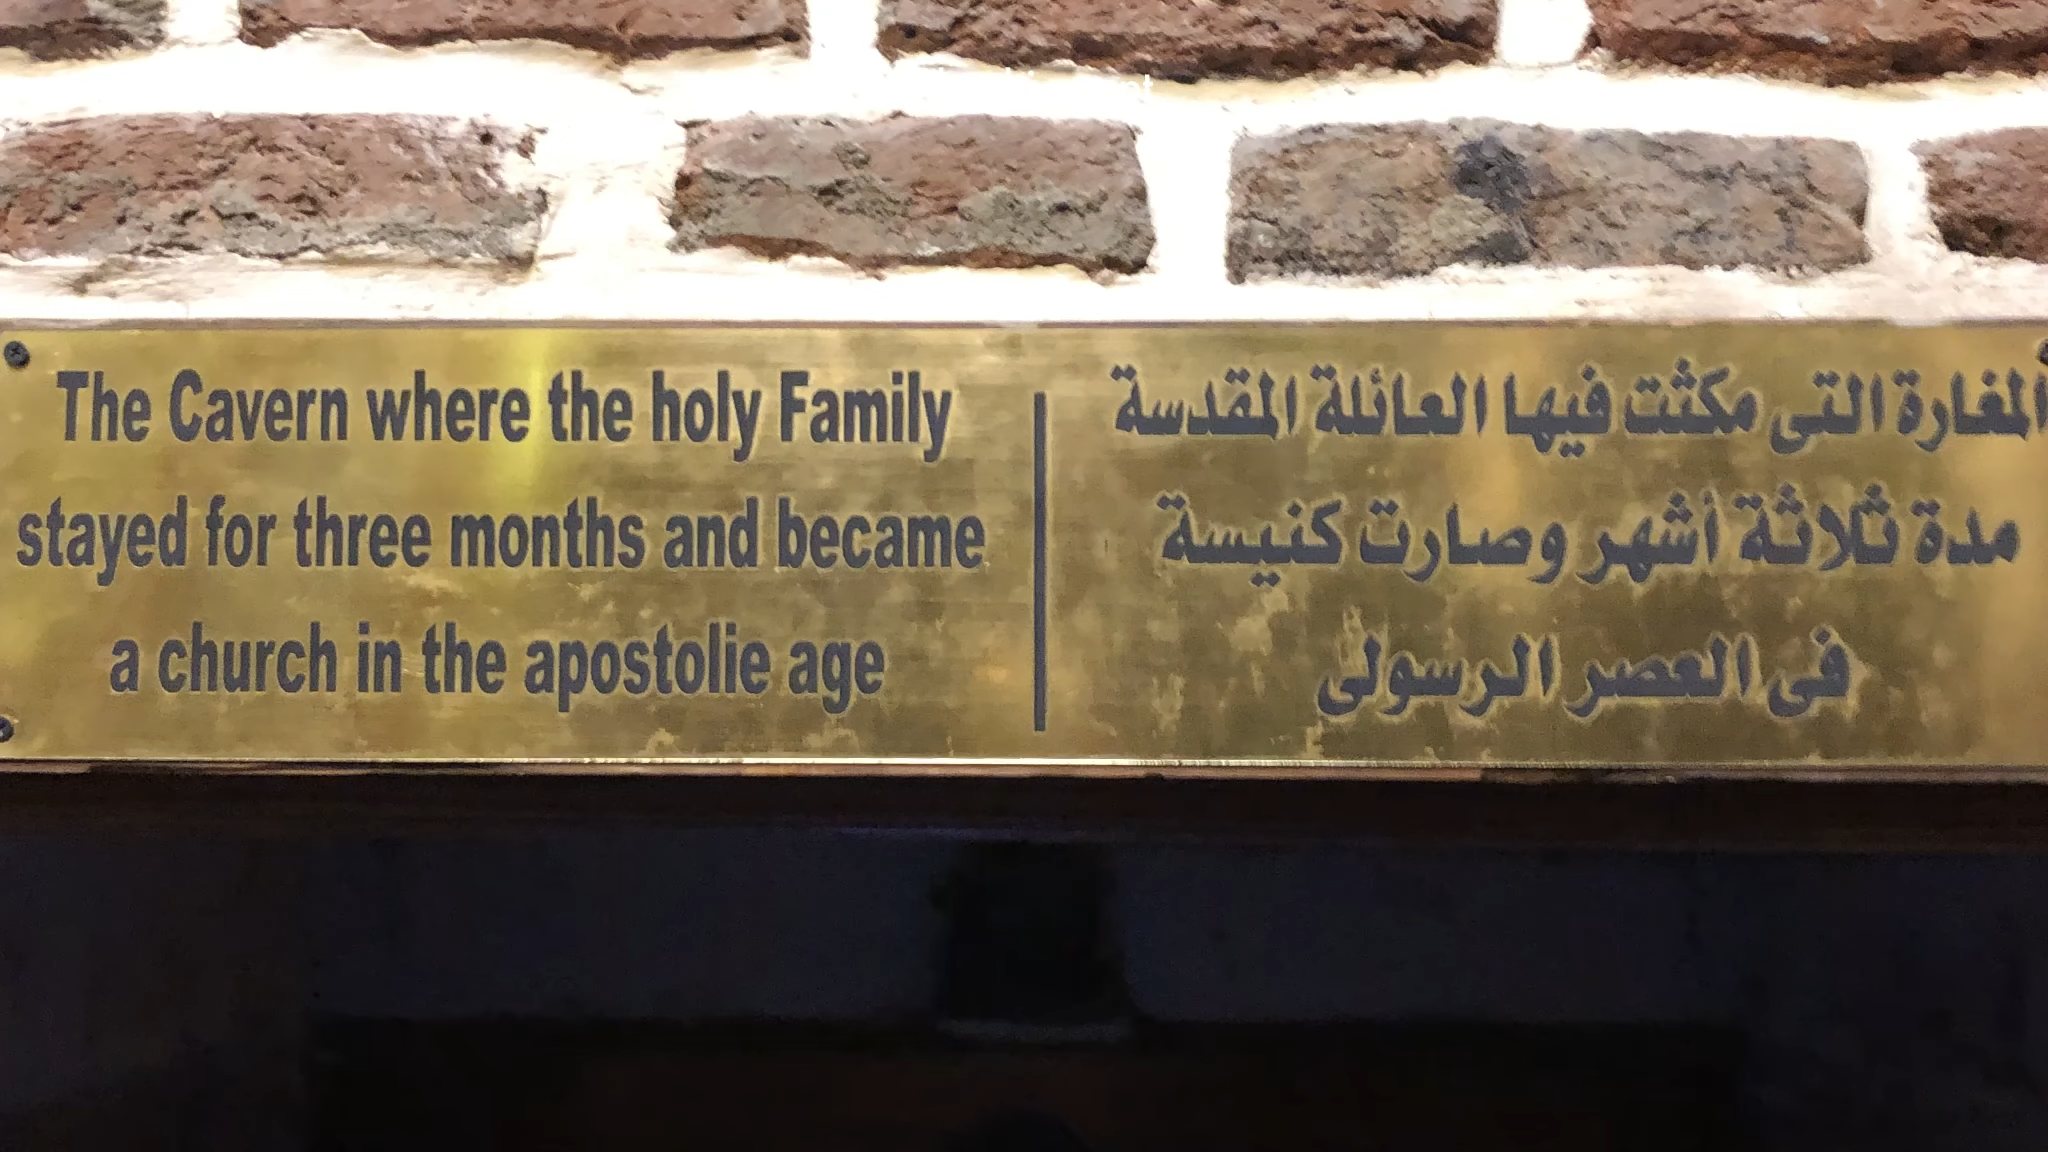 The Cavern where the holy Family
stayed for three months and became
a church in the apostolie age
المغارة التى مكثت فيها العائلة المقدسة
مدة ثلاثة أشهر وصارت كنيسة
فى العصر الرسولى